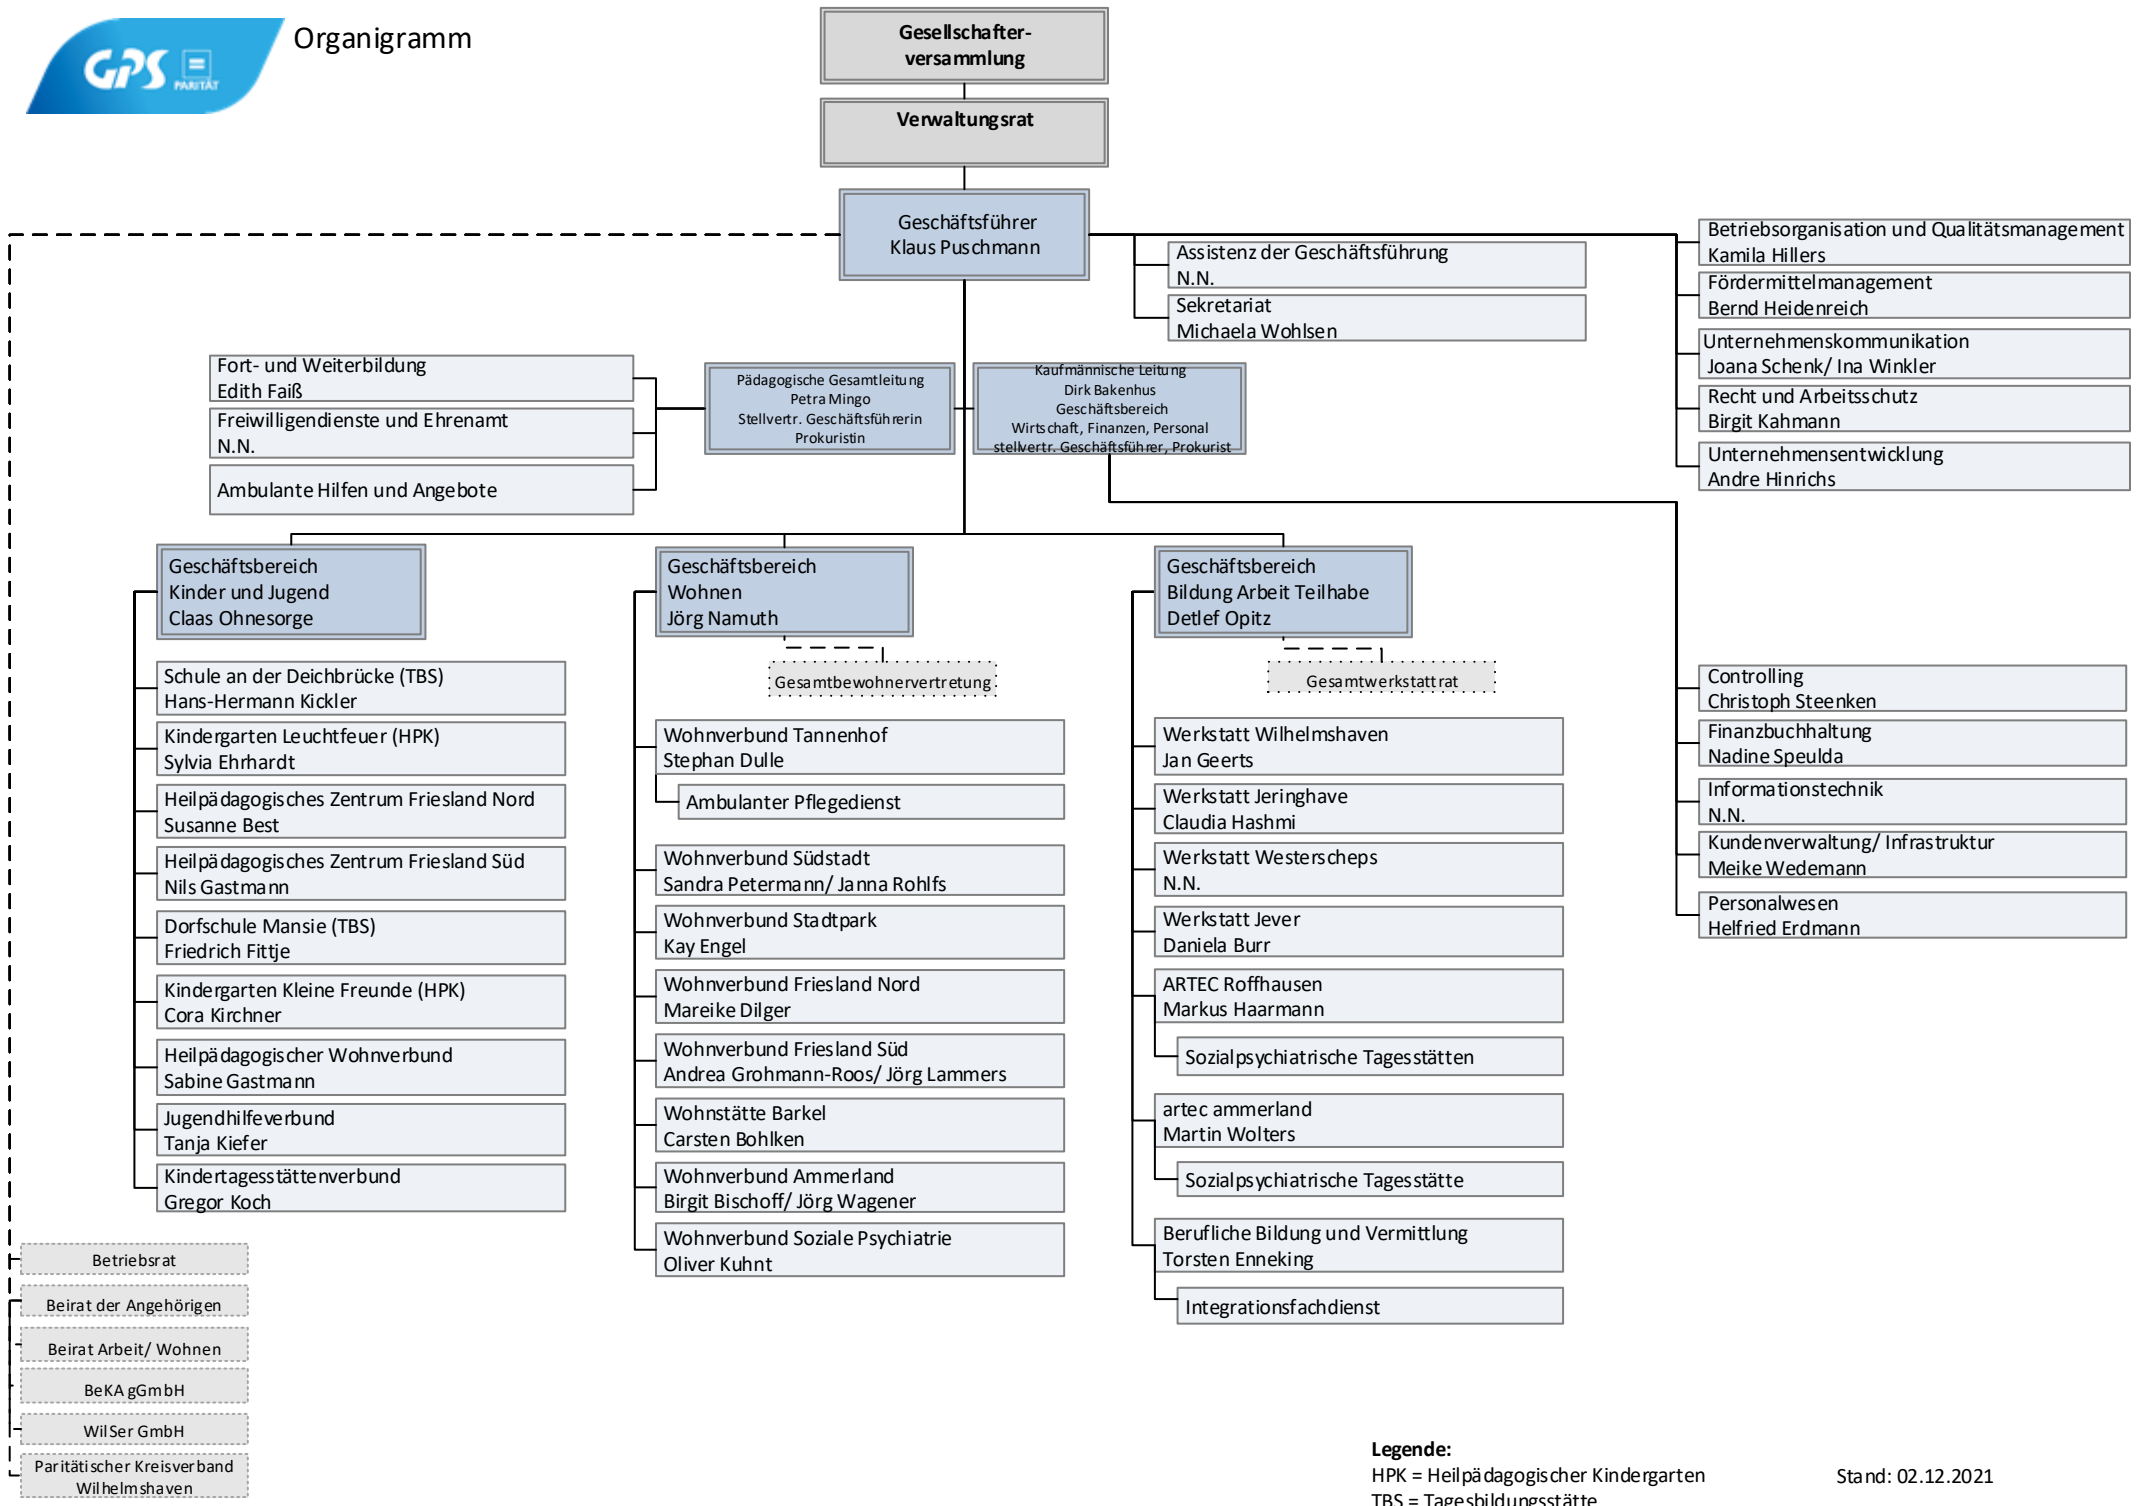 GPS
PARITÄT
Organigramm
Gesellschafter-
versammlung
Verwaltungsrat
Geschäftsführer
Klaus Puschmann
Assistenz der Geschäftsführung
N.N.
Sekretariat
Michaela Wohlsen
Betriebsorganisation und Qualitätsmanagement
Kamila Hillers
Fördermittelmanagement
Bernd Heidenreich
Unternehmenskommunikation
Joana Schenk/ Ina Winkler
Recht und Arbeitsschutz
Birgit Kahmann
Unternehmensentwicklung
Andre Hinrichs
Fort- und Weiterbildung
Edith Faiß
Freiwilligendienste und Ehrenamt
N.N.
Ambulante Hilfen und Angebote
Pädagogische Gesamtleitung
Petra Mingo
Stellvertr. Geschäftsführerin
Prokuristin
Kaufmännische Leitung
Dirk Bakenhus
Geschäftsbereich
Wirtschaft, Finanzen, Personal
stellvertr. Geschäftsführer, Prokurist
Geschäftsbereich
Kinder und Jugend
Claas Ohnesorge
Schule an der Deichbrücke (TBS)
Hans-Hermann Kickler
Kindergarten Leuchtfeuer (HPK)
Sylvia Ehrhardt
Heilpädagogisches Zentrum Friesland Nord
Susanne Best
Heilpädagogisches Zentrum Friesland Süd
Nils Gastmann
Dorfschule Mansie (TBS)
Friedrich Fittje
Kindergarten Kleine Freunde (HPK)
Cora Kirchner
Heilpädagogischer Wohnverbund
Sabine Gastmann
Jugendhilfeverbund
Tanja Kiefer
Kindertagesstättenverbund
Gregor Koch
Geschäftsbereich
Wohnen
Jörg Namuth
Gesamtbewohnervertretung
Wohnverbund Tannenhof
Stephan Dulle
Ambulanter Pflegedienst
Wohnverbund Südstadt
Sandra Petermann/ Janna Rohlfs
Wohnverbund Stadtpark
Kay Engel
Wohnverbund Friesland Nord
Mareike Dilger
Wohnverbund Friesland Süd
Andrea Grohmann-Roos/ Jörg Lammers
Wohnstätte Barkel
Carsten Bohlken
Wohnverbund Ammerland
Birgit Bischoff/ Jörg Wagener
Wohnverbund Soziale Psychiatrie
Oliver Kuhnt
Geschäftsbereich
Bildung Arbeit Teilhabe
Detlef Opitz
Gesamtwerkstattrat
Werkstatt Wilhelmshaven
Jan Geerts
Werkstatt Jeringhave
Claudia Hashmi
Werkstatt Westerscheps
N.N.
Werkstatt Jever
Daniela Burr
ARTEC Roffhausen
Markus Haarmann
Sozialpsychiatrische Tagesstätten
artec ammerland
Martin Wolters
Sozialpsychiatrische Tagesstätte
Berufliche Bildung und Vermittlung
Torsten Enneking
Integrationsfachdienst
Controlling
Christoph Steenken
Finanzbuchhaltung
Nadine Speulda
Informationstechnik
N.N.
Kundenverwaltung/ Infrastruktur
Meike Wedemann
Personalwesen
Helfried Erdmann
Betriebsrat
Beirat der Angehörigen
Beirat Arbeit/ Wohnen
BeKA gGmbH
WilSer GmbH
Paritätischer Kreisverband
Wilhelmshaven
Legende:
HPK = Heilpädagogischer Kindergarten
TBS = Tagesbildungsstätte
Stand: 02.12.2021